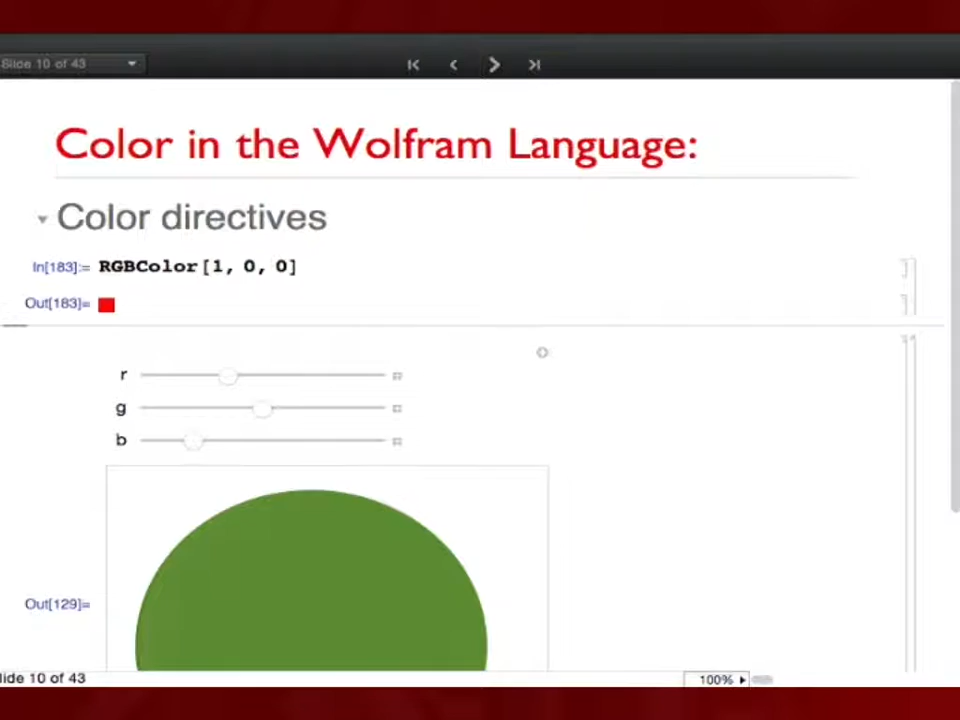 Slide 10 of 43
Color in the Wolfram Language:
Color directives
In[183]:= RGBColor[1, 0, 0]
Out[183]=
r
g
b
Out[129]=
lide 10 of 43
100%